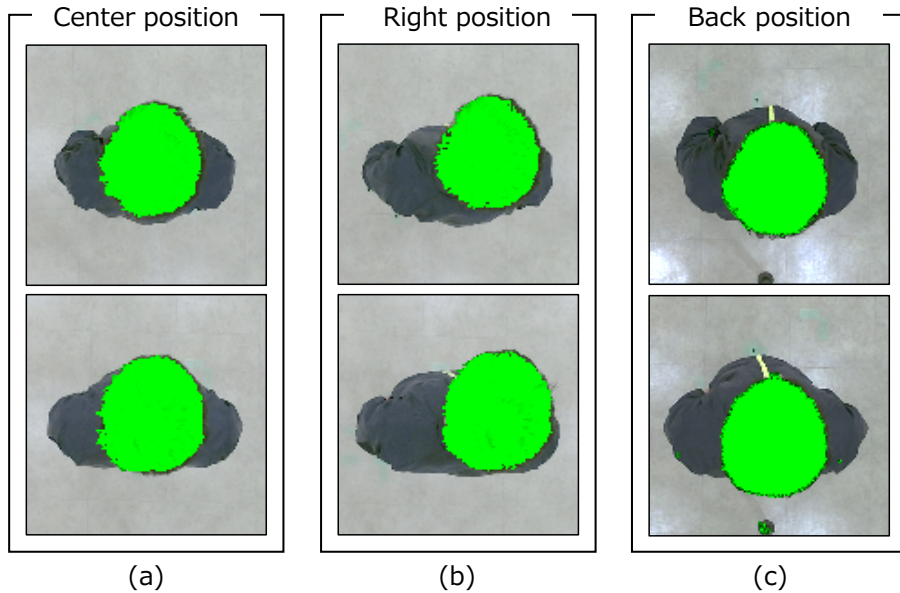 Center position
Right position
Back position
(a)
(b)
(c)